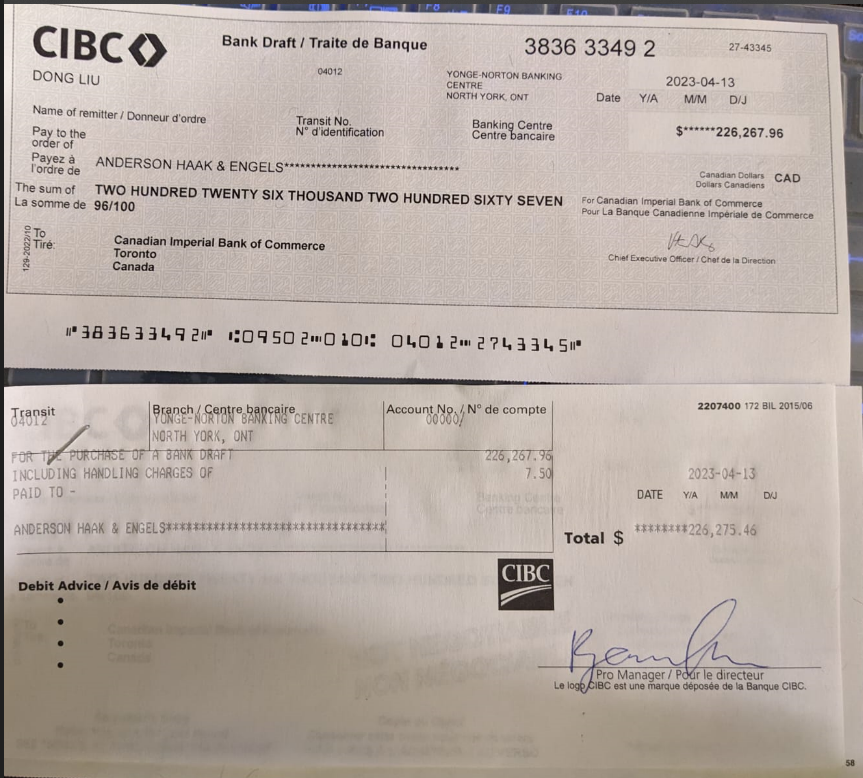 F8 F9 F10
CIBC
Bank Draft / Traite de Banque
3836 3349 2
27-43345
DONG LIU
04012
YONGE-NORTON BANKING
CENTRE
NORTH YORK, ONT
2023-04-13
Date Y/A M/M D/J
Name of remitter / Donneur d'ordre
Transit No.
N° d'identification
Banking Centre
Centre bancaire
$******226,267.96
Pay to the
order of
Payez à
l'ordre de
ANDERSON HAAK & ENGELS*********************************
Canadian Dollars
Dollars Canadiens
CAD
The sum of
La somme de
TWO HUNDRED TWENTY SIX THOUSAND TWO HUNDRED SIXTY SEVEN
96/100
For Canadian Imperial Bank of Commerce
Pour La Banque Canadienne Impériale de Commerce
129-2022/10
To
Tiré:
Canadian Imperial Bank of Commerce
Toronto
Canada
Chief Executive Officer / Chef de la Direction
⑈383633492⑈ ⑆09502⑉010⑆ 04012⑉2743345⑈
Transit
04012
Branch / Centre bancaire
YONGE-NORTON BANKING CENTRE
NORTH YORK, ONT
Account No. / N° de compte
00000/
2207400 172 BIL 2015/06
FOR THE PURCHASE OF A BANK DRAFT 226,267.96
INCLUDING HANDLING CHARGES OF 7.50
PAID TO -
2023-04-13
DATE Y/A M/M D/J
ANDERSON HAAK & ENGELS*********************************
Total $ ********226,275.46
CIBC
Debit Advice / Avis de débit
Pro Manager / Pour le directeur
Le logo CIBC est une marque déposée de la Banque CIBC.
58